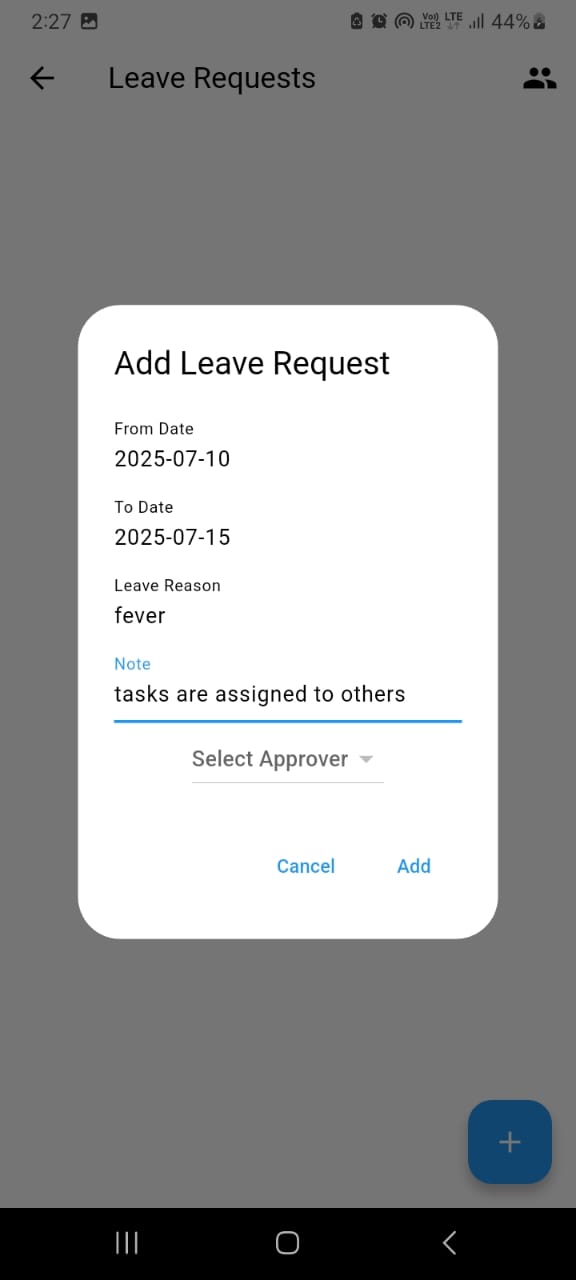 2:27
Vo) LTE
LTE2
44%
Leave Requests
Add Leave Request
From Date
2025-07-10
To Date
2025-07-15
Leave Reason
fever
Note
tasks are assigned to others
Select Approver
Cancel Add